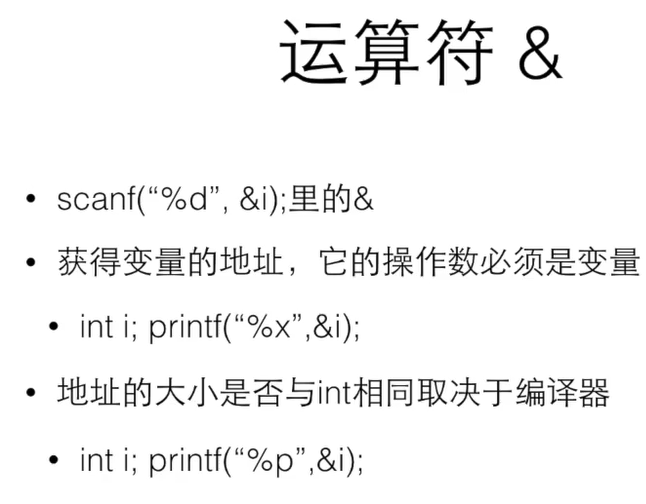 运算符 &
• scanf(“%d”, &i);里的&
• 获得变量的地址，它的操作数必须是变量
• int i; printf(“%x”,&i);
• 地址的大小是否与int相同取决于编译器
• int i; printf(“%p”,&i);